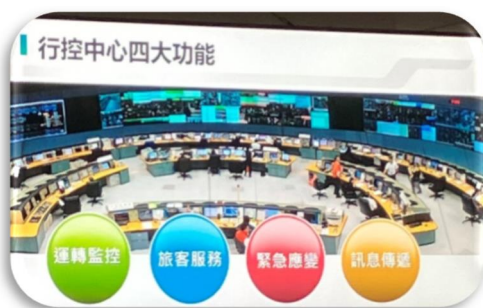 行控中心四大功能
運轉監控
旅客服務
緊急應變
訊息傳遞